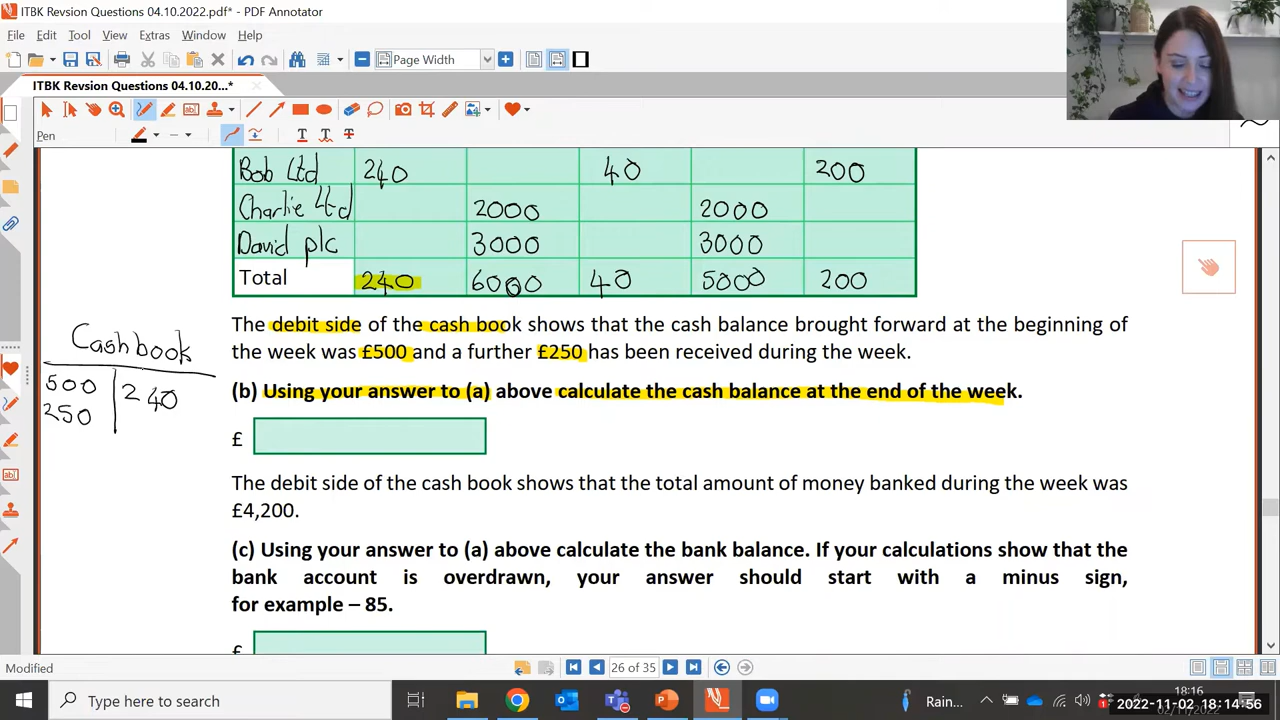 ITBK Revsion Questions 04.10.2022.pdf* - PDF Annotator
File Edit Tool View Extras Window Help
Page Width
ITBK Revsion Questions 04.10.20...*
Pen
Bob Ltd 240 40 200
Charlie Ltd 2000 2000
David plc 3000 3000
Total 240 6000 40 5000 200
The debit side of the cash book shows that the cash balance brought forward at the beginning of
the week was £500 and a further £250 has been received during the week.
Cashbook
500 240
250
(b) Using your answer to (a) above calculate the cash balance at the end of the week.
£
The debit side of the cash book shows that the total amount of money banked during the week was
£4,200.
(c) Using your answer to (a) above calculate the bank balance. If your calculations show that the
bank account is overdrawn, your answer should start with a minus sign,
for example – 85.
£
Modified
26 of 35
Type here to search
Rain...
18:16
2022-11-02 18:14:56